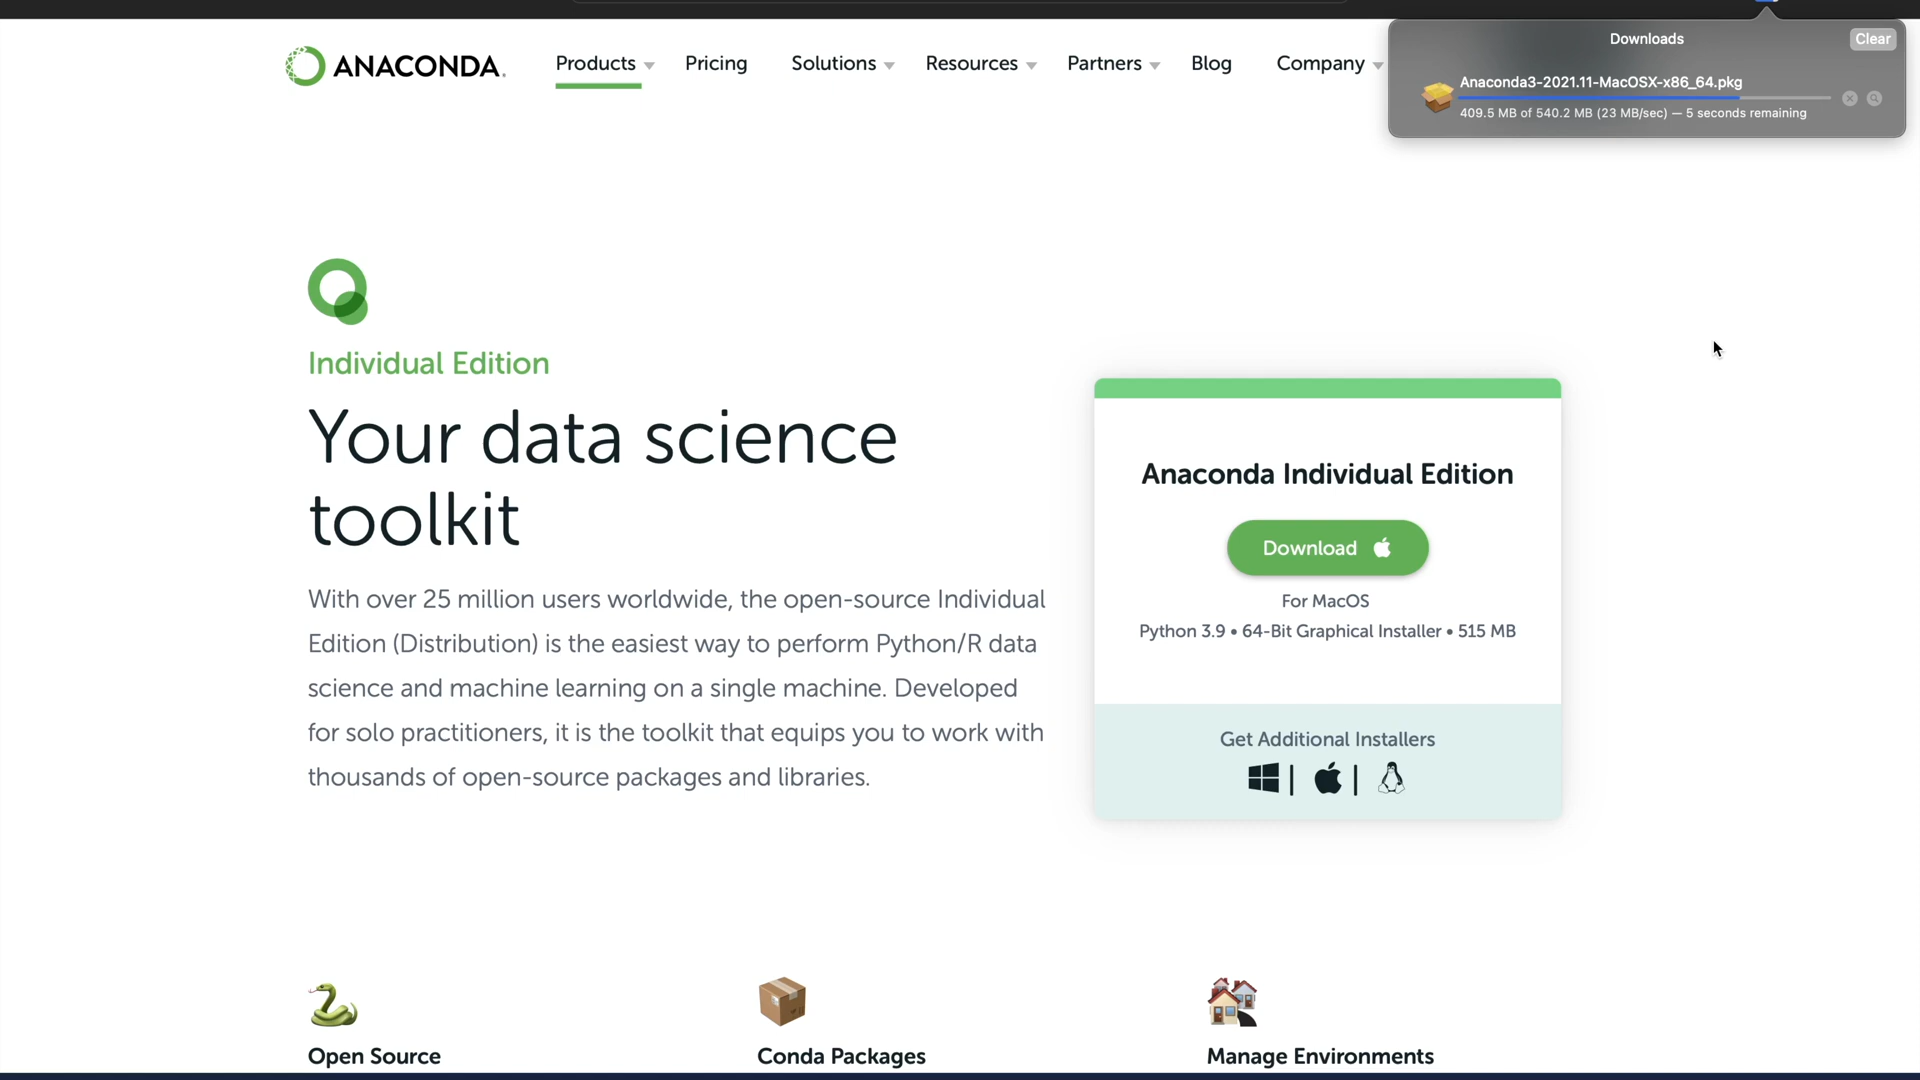 ANACONDA.
Products
Pricing
Solutions
Resources
Partners
Blog
Company
Downloads
Clear
Anaconda3-2021.11-MacOSX-x86_64.pkg
409.5 MB of 540.2 MB (23 MB/sec) — 5 seconds remaining
Individual Edition
Your data science
toolkit
With over 25 million users worldwide, the open-source Individual
Edition (Distribution) is the easiest way to perform Python/R data
science and machine learning on a single machine. Developed
for solo practitioners, it is the toolkit that equips you to work with
thousands of open-source packages and libraries.
Anaconda Individual Edition
Download
For MacOS
Python 3.9 • 64-Bit Graphical Installer • 515 MB
Get Additional Installers
Open Source
Conda Packages
Manage Environments